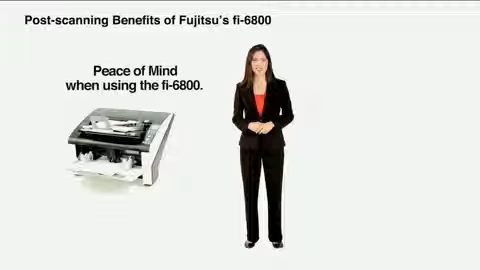 Post-scanning Benefits of Fujitsu's fi-6800
Peace of Mind
when using the fi-6800.